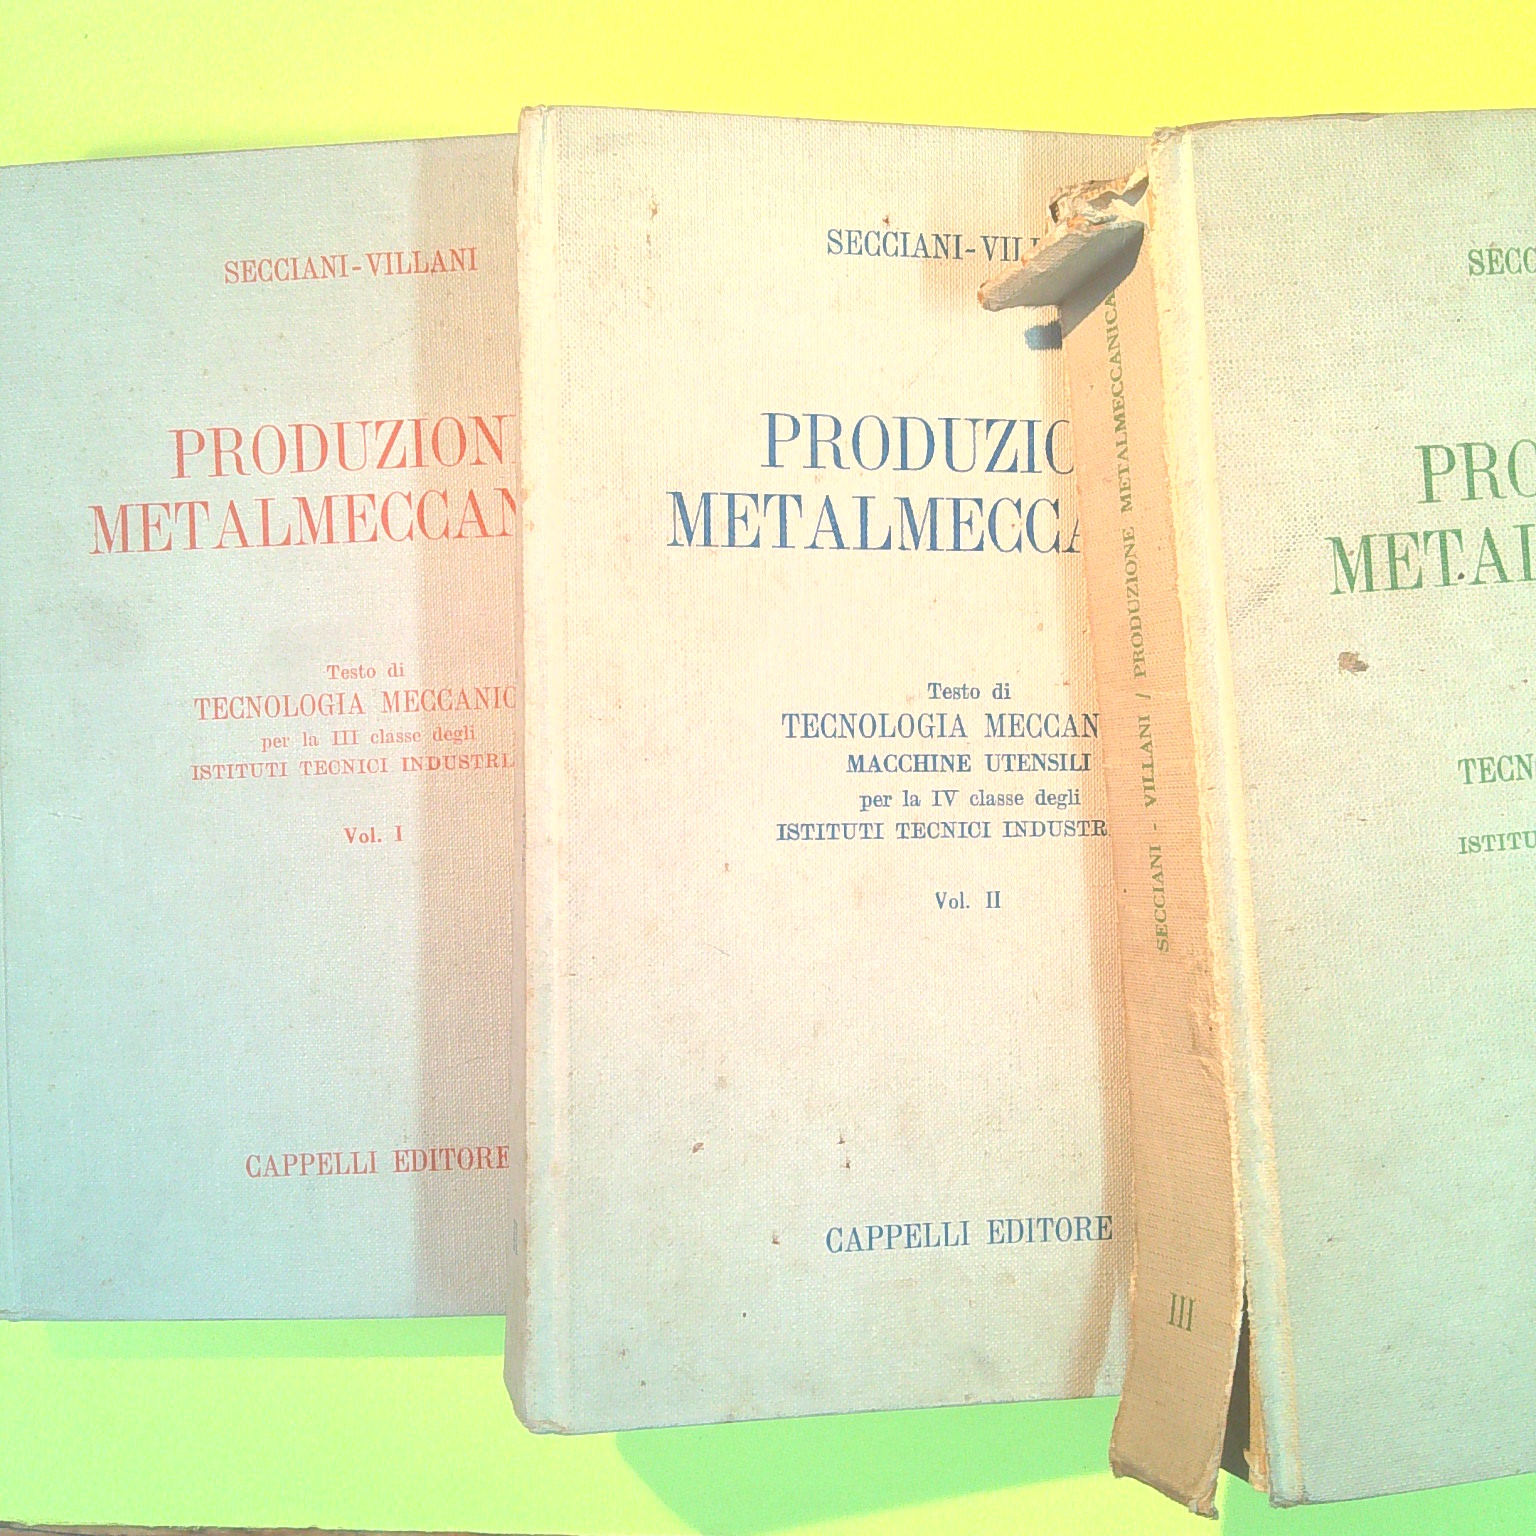 SECCIANI-VILLANI
PRODUZION
METALMECCAN
Testo di
TECNOLOGIA MECCANIC
per la III classe degli
ISTITUTI TECNICI INDUSTRI
Vol. I
CAPPELLI EDITORE
SECCIANI-VILL
PRODUZIO
METALMECCA
Testo di
TECNOLOGIA MECCAN
MACCHINE UTENSILI
per la IV classe degli
ISTITUTI TECNICI INDUSTR
Vol. II
CAPPELLI EDITORE
SECCIANI - VILLANI / PRODUZIONE METALMECCANICA
III
SECC
PRO
METAL
TECN
ISTITU